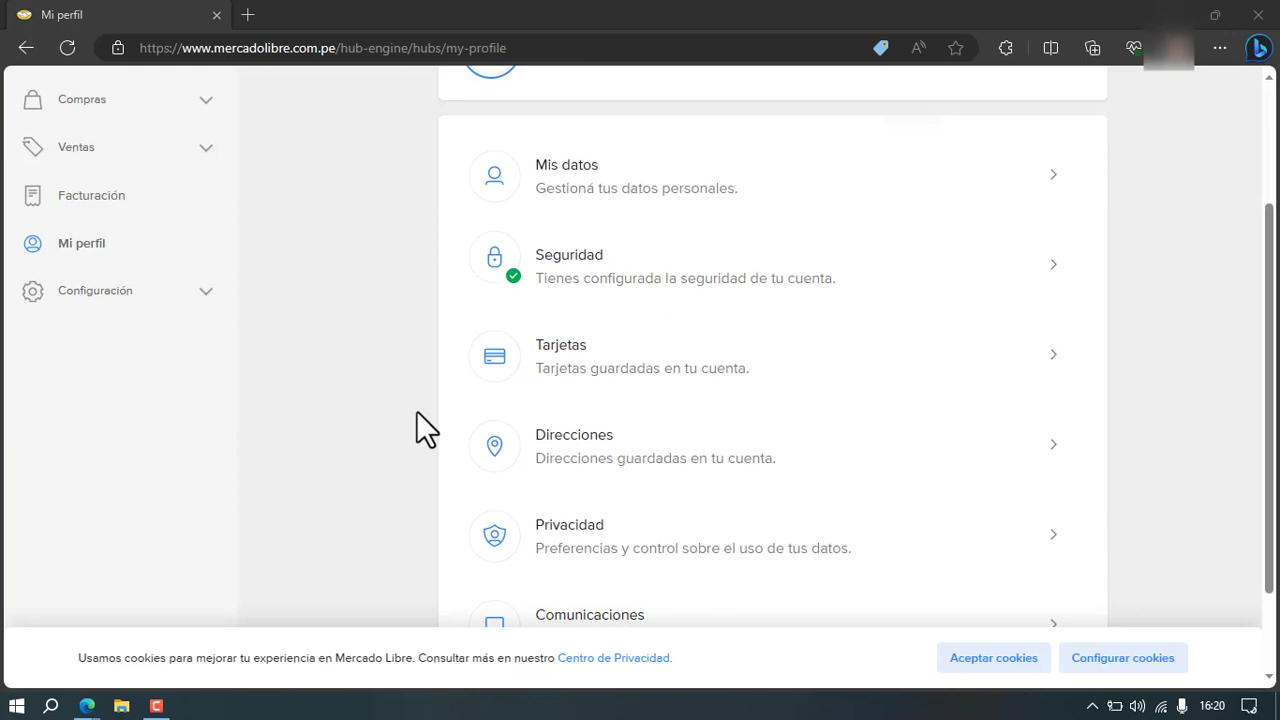 Mi perfil
https://www.mercadolibre.com.pe/hub-engine/hubs/my-profile
Compras
Ventas
Facturación
Mi perfil
Configuración
Mis datos
Gestioná tus datos personales.
Seguridad
Tienes configurada la seguridad de tu cuenta.
Tarjetas
Tarjetas guardadas en tu cuenta.
Direcciones
Direcciones guardadas en tu cuenta.
Privacidad
Preferencias y control sobre el uso de tus datos.
Comunicaciones
Usamos cookies para mejorar tu experiencia en Mercado Libre. Consultar más en nuestro Centro de Privacidad.
Aceptar cookies
Configurar cookies
16:20